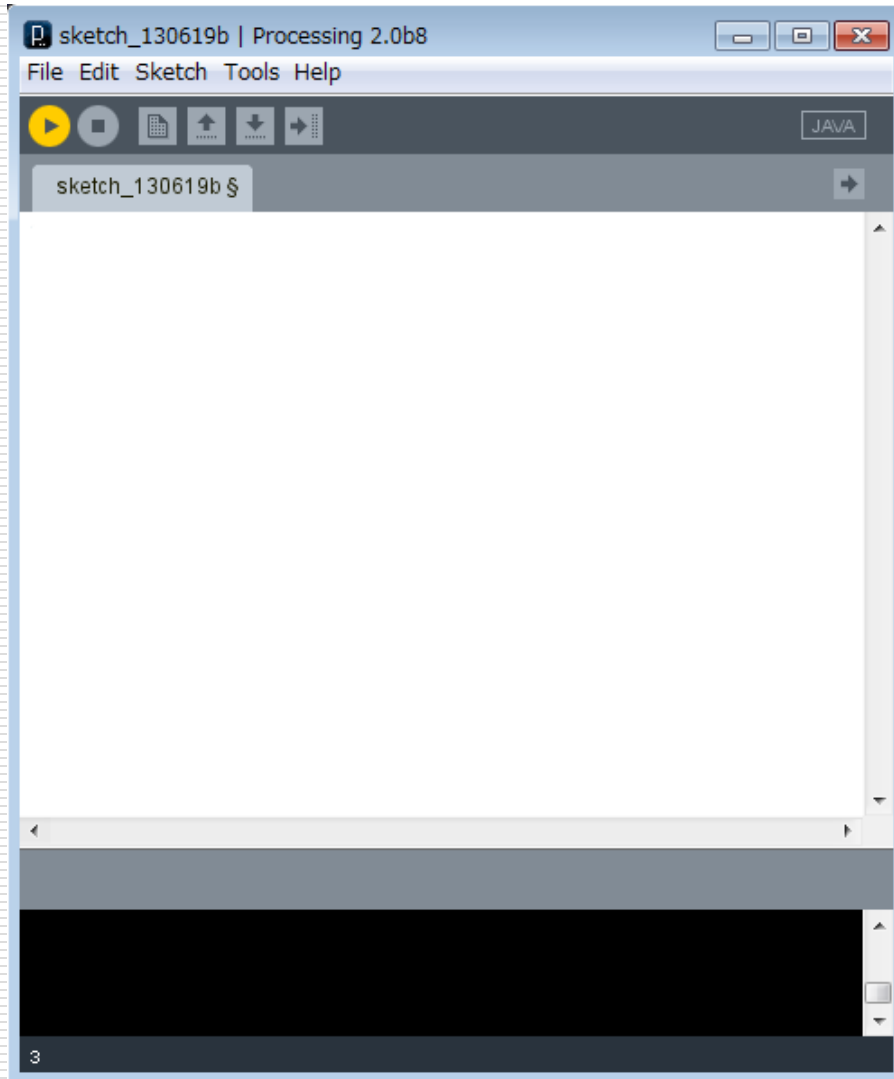 sketch_130619b | Processing 2.0b8
File Edit Sketch Tools Help
JAVA
sketch_130619b §
3